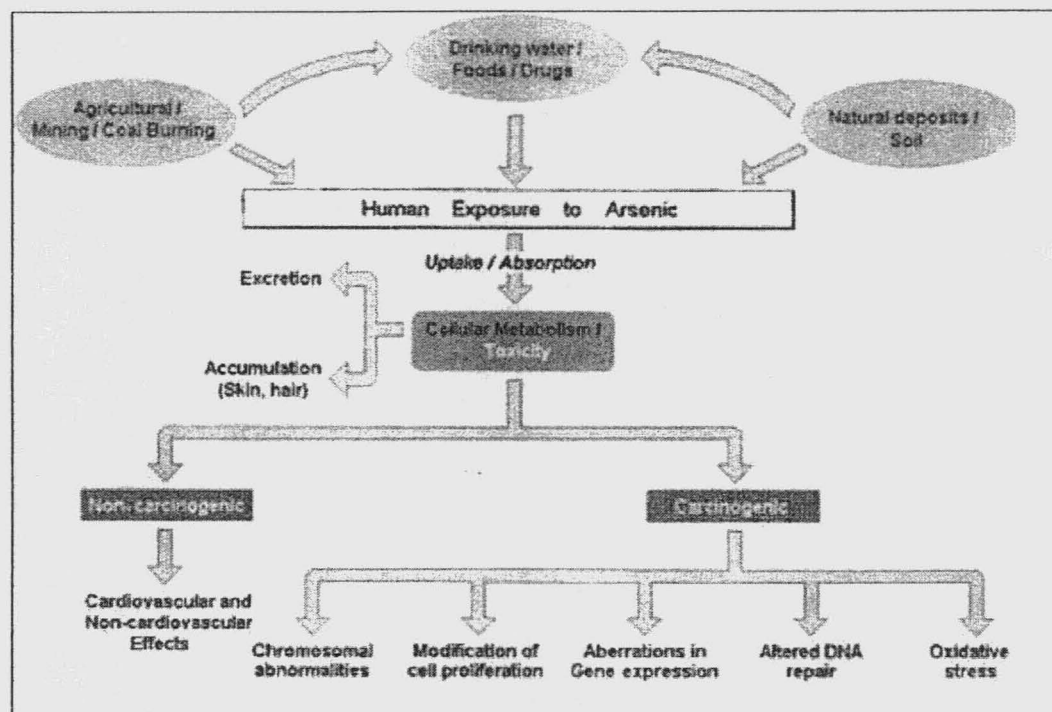 Drinking water /
Foods / Drugs
Agricultural /
Mining / Coal Burning
Natural deposits /
Soil
Human Exposure to Arsenic
Uptake / Absorption
Excretion
Cellular Metabolism /
Toxicity
Accumulation
(Skin, hair)
Non-carcinogenic
Carcinogenic
Cardiovascular and
Non-cardiovascular
Effects
Chromosomal
abnormalities
Modification of
cell proliferation
Aberrations in
Gene expression
Altered DNA
repair
Oxidative
stress